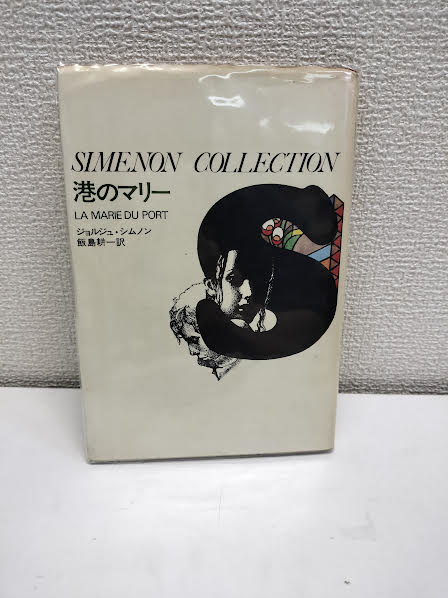 SIMENON COLLECTION
港のマリー
LA MARIE DU PORT
ジョルジュ・シムノン
飯島耕一訳
S